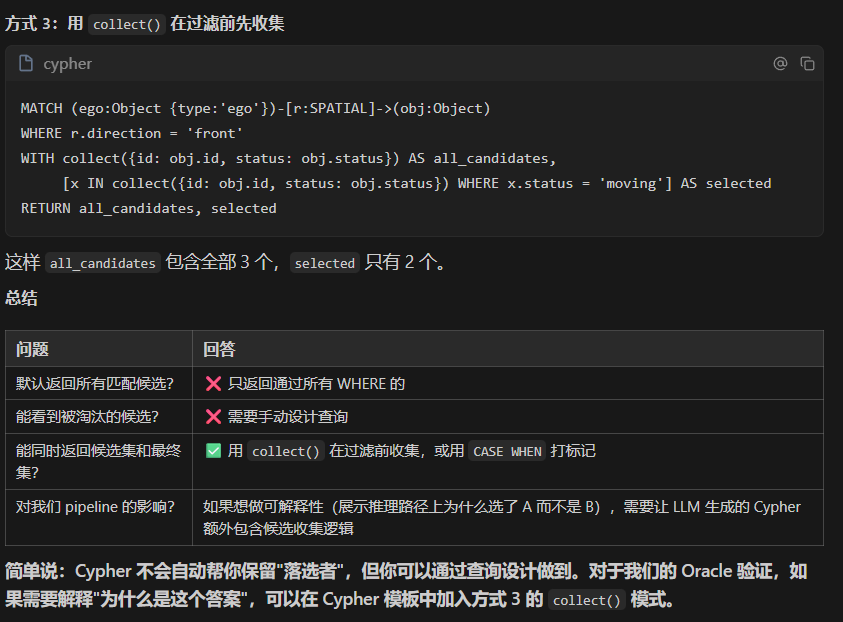 方式 3：用 collect() 在过滤前先收集
cypher
MATCH (ego:Object {type:'ego'})-[r:SPATIAL]->(obj:Object)
WHERE r.direction = 'front'
WITH collect({id: obj.id, status: obj.status}) AS all_candidates,
     [x IN collect({id: obj.id, status: obj.status}) WHERE x.status = 'moving'] AS selected
RETURN all_candidates, selected
这样 all_candidates 包含全部 3 个，selected 只有 2 个。
总结
问题 回答
默认返回所有匹配候选？ ❌ 只返回通过所有 WHERE 的
能看到被淘汰的候选？ ❌ 需要手动设计查询
能同时返回候选集和最终
集？
✅ 用 collect() 在过滤前收集，或用 CASE WHEN 打标记
对我们 pipeline 的影响？
如果想做可解释性（展示推理路径上为什么选了 A 而不是 B），需要让 LLM 生成的 Cypher
额外包含候选收集逻辑
简单说：Cypher 不会自动帮你保留"落选者"，但你可以通过查询设计做到。对于我们的 Oracle 验证，如
果需要解释"为什么是这个答案"，可以在 Cypher 模板中加入方式 3 的 collect() 模式。